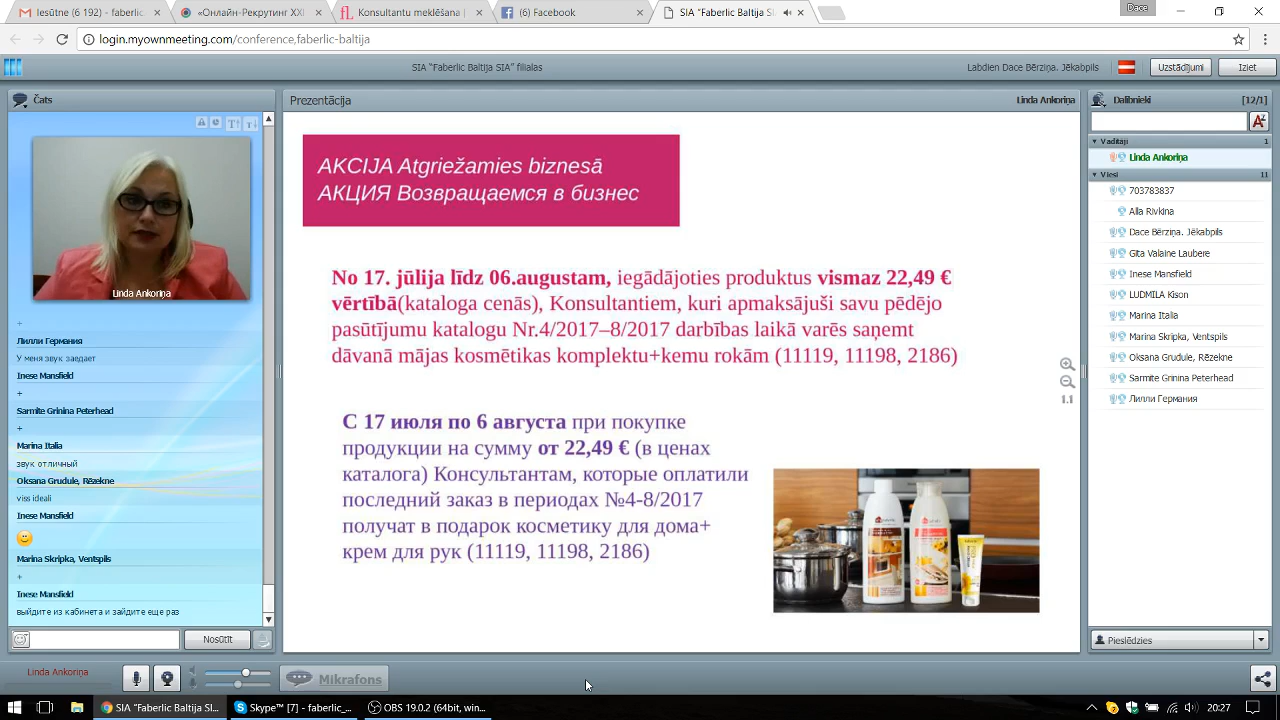 Iesūtne (6 192) - faberlic.
«Онлайн-Рекрутинг XXI
Konsultantu meklēšana |
(6) Facebook
SIA "Faberlic Baltija SI
Dace
login.myownmeeting.com/conference,faberlic-baltija
SIA "Faberlic Baltija SIA" filialas
Labdien Dace Bērziņa. Jēkabpils
Uzstādījumi
Iziet
Čats
Linda Ankoriņa
+
Лилли Германия
У меня звук заедает
Inese Mansfield
+
Sarmite Grinina Peterhead
+
Marina Italia
звук отличный
Oksana Grudule, Rēzekne
viss ideali
Inese Mansfield
Marina Skripka, Ventspils
+
Inese Mansfield
выйдите из кабинета и зайдите еще раз
Nosūtīt
Prezentācija
Linda Ankoriņa
AKCIJA Atgriežamies biznesā
АКЦИЯ Возвращаемся в бизнес
No 17. jūlija līdz 06.augustam, iegādājoties produktus vismaz 22,49 €
vērtībā(kataloga cenās), Konsultantiem, kuri apmaksājuši savu pēdējo
pasūtījumu katalogu Nr.4/2017–8/2017 darbības laikā varēs saņemt
dāvanā mājas kosmētikas komplektu+kemu rokām (11119, 11198, 2186)
С 17 июля по 6 августа при покупке
продукции на сумму от 22,49 € (в ценах
каталога) Консультантам, которые оплатили
последний заказ в периодах №4-8/2017
получат в подарок косметику для дома+
крем для рук (11119, 11198, 2186)
1.1
Dalībnieki
[12/1]
Vadītāji
1
Linda Ankoriņa
Viesi
11
703783837
Alla Rivkina
Dace Bērziņa. Jēkabpils
Gita Valaine Laubere
Inese Mansfield
LUDMILA Kison
Marina Italia
Marina Skripka, Ventspils
Oksana Grudule, Rēzekne
Sarmite Grinina Peterhead
Лилли Германия
Pieslēdzies
Linda Ankoriņa
Mikrafons
SIA "Faberlic Baltija SI...
Skype™ [7] - faberlic_...
OBS 19.0.2 (64bit, win...
20:27